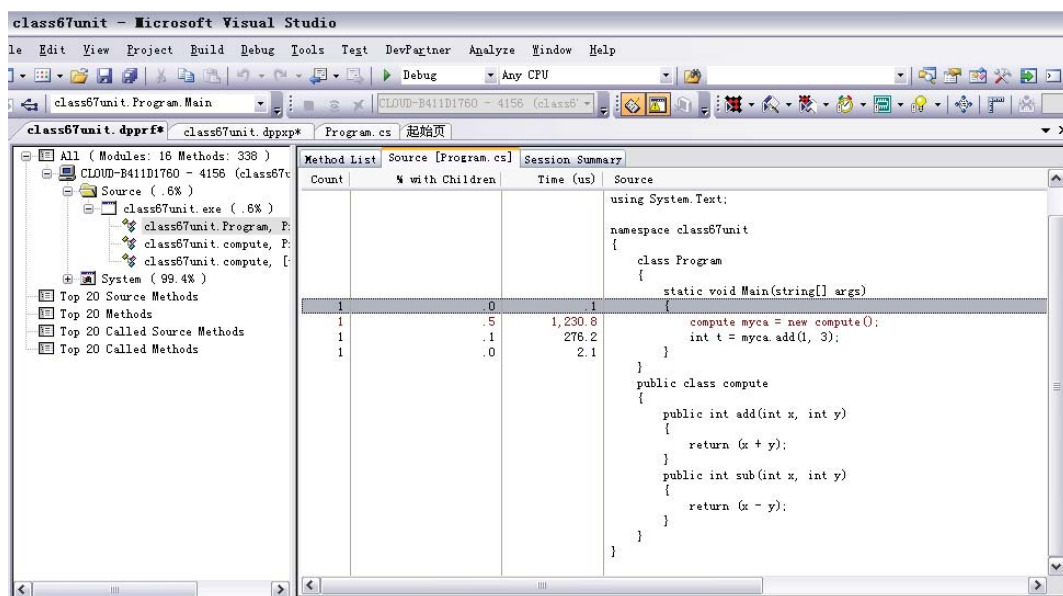 class67unit - Microsoft Visual Studio
le Edit View Project Build Debug Tools Test DevPartner Analyze Window Help
Debug Any CPU
class67unit.Program.Main CLOUD-B411D1760 - 4156 (class6'
class67unit.dpprf* class67unit.dppxp* Program.cs 起始页
All ( Modules: 16 Methods: 338 )
CLOUD-B411D1760 - 4156 (class67u
Source ( .6% )
class67unit.exe ( .6% )
class67unit.Program, P:
class67unit.compute, P:
class67unit.compute, [
System ( 99.4% )
Top 20 Source Methods
Top 20 Methods
Top 20 Called Source Methods
Top 20 Called Methods
Method List Source [Program.cs] Session Summary
Count % with Children Time (us) Source
using System.Text;
namespace class67unit
{
class Program
{
static void Main(string[] args)
1 .0 .1 {
1 .5 1,230.8 compute myca = new compute();
1 .1 276.2 int t = myca.add(1, 3);
1 .0 2.1 }
}
public class compute
{
public int add(int x, int y)
{
return (x + y);
}
public int sub(int x, int y)
{
return (x - y);
}
}
}